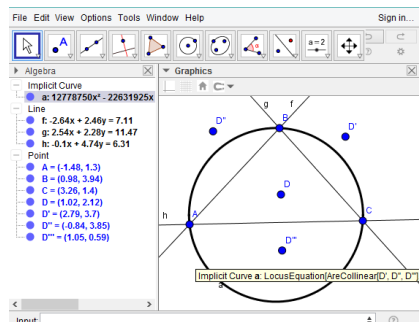 File Edit View Options Tools Window Help Sign in...
A
a=2
Algebra
Graphics
Implicit Curve
a: 12778750x² - 22631925x
Line
f: -2.64x + 2.46y = 7.11
g: 2.54x + 2.28y = 11.47
h: -0.1x + 4.74y = 6.31
Point
A = (-1.48, 1.3)
B = (0.98, 3.94)
C = (3.26, 1.4)
D = (1.02, 2.12)
D' = (2.79, 3.7)
D'' = (-0.84, 3.85)
D''' = (1.05, 0.59)
g f
D'' B D'
D
h A C
D'''
Implicit Curve a: LocusEquation[AreCollinear[D', D'', D''']
a
Input: